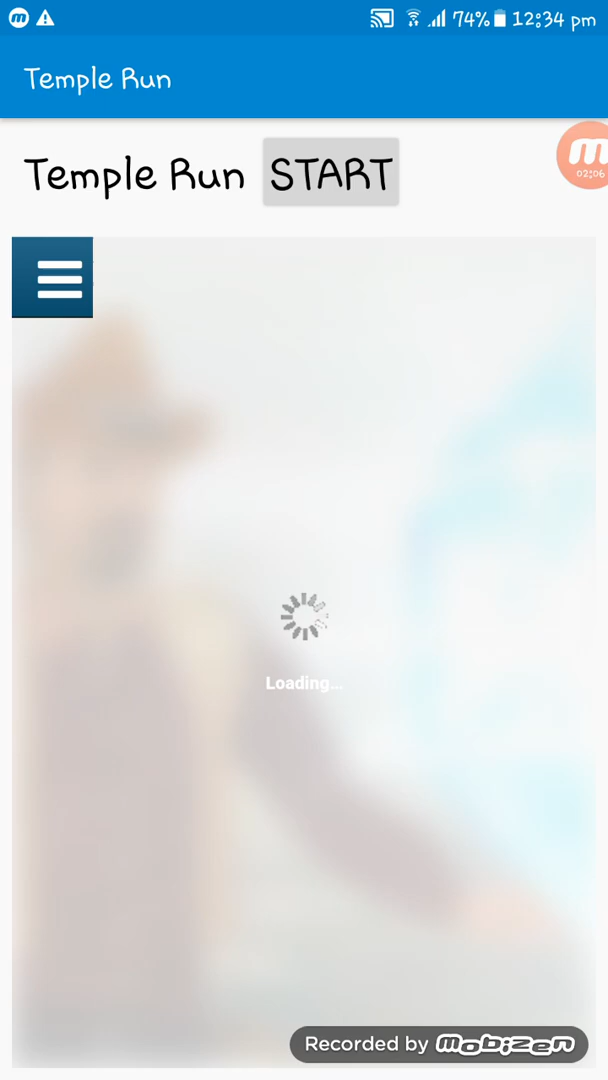 74% 12:34 pm
Temple Run
Temple Run START
02:06
Loading...
Recorded by mobizen